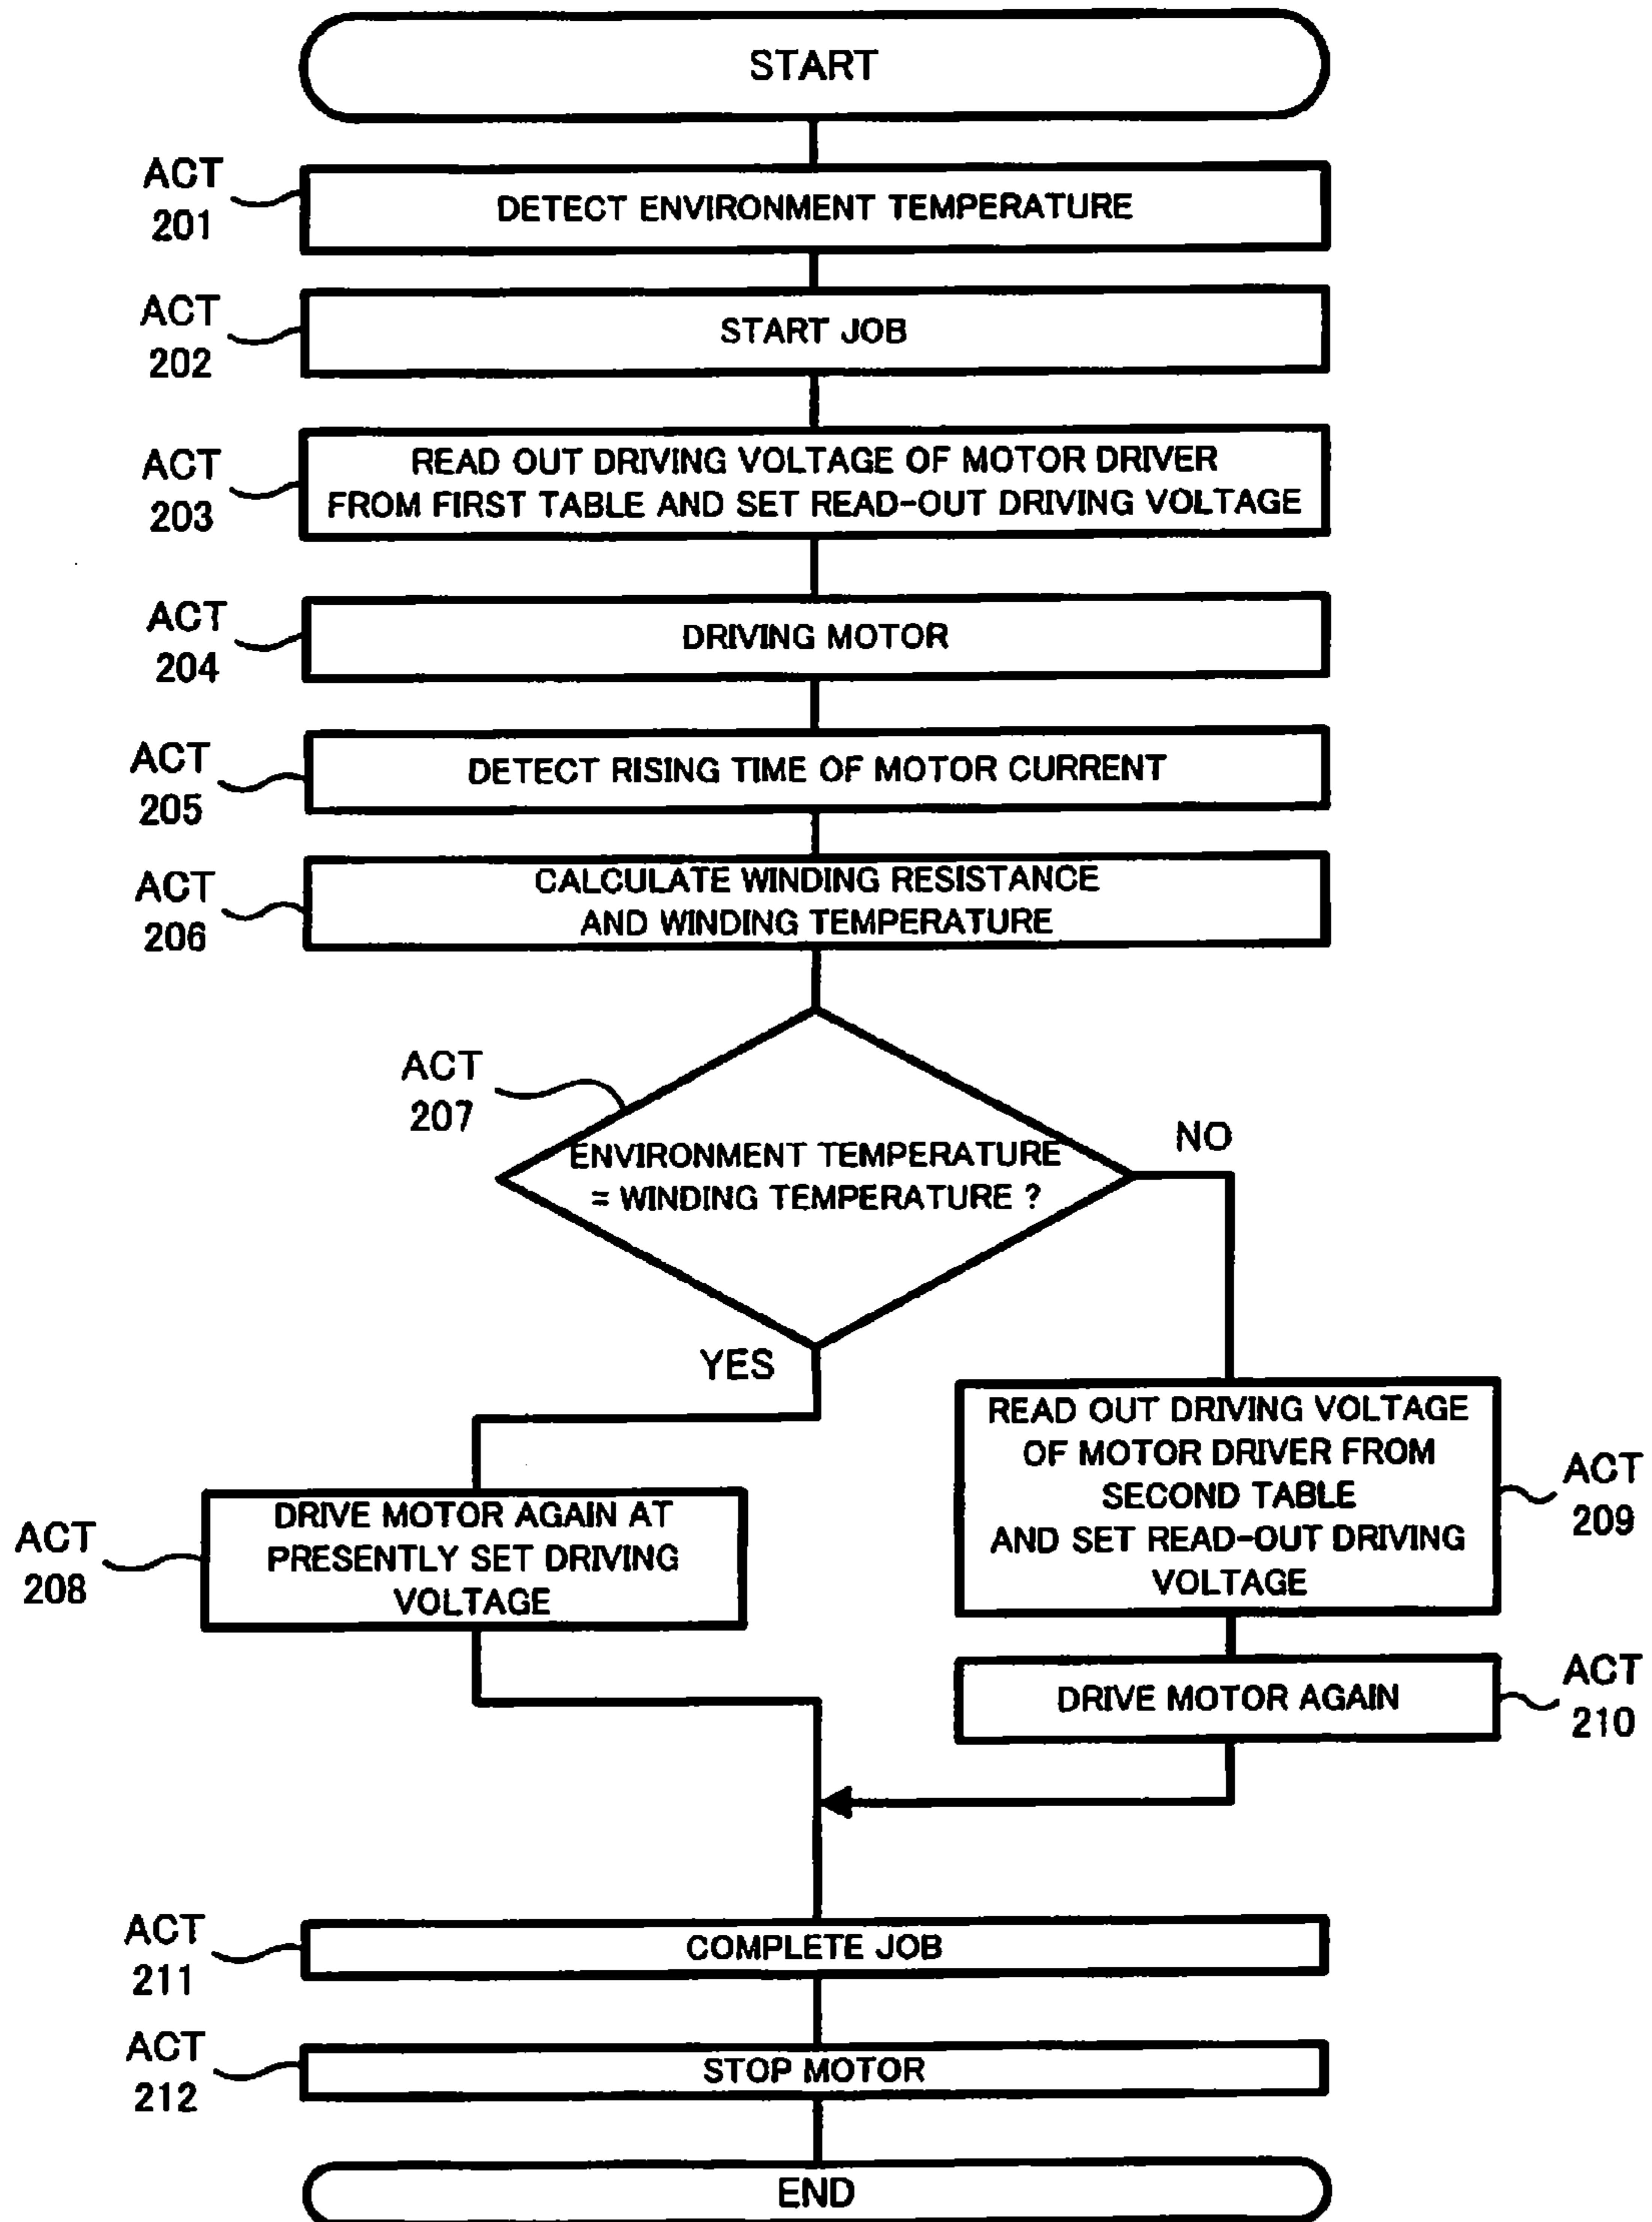 START
ACT
201
DETECT ENVIRONMENT TEMPERATURE
ACT
202
START JOB
ACT
203
READ OUT DRIVING VOLTAGE OF MOTOR DRIVER
FROM FIRST TABLE AND SET READ-OUT DRIVING VOLTAGE
ACT
204
DRIVING MOTOR
ACT
205
DETECT RISING TIME OF MOTOR CURRENT
ACT
206
CALCULATE WINDING RESISTANCE
AND WINDING TEMPERATURE
ACT
207
ENVIRONMENT TEMPERATURE
= WINDING TEMPERATURE ?
NO
YES
ACT
208
DRIVE MOTOR AGAIN AT
PRESENTLY SET DRIVING
VOLTAGE
READ OUT DRIVING VOLTAGE
OF MOTOR DRIVER FROM
SECOND TABLE
AND SET READ-OUT DRIVING
VOLTAGE
ACT
209
DRIVE MOTOR AGAIN
ACT
210
ACT
211
COMPLETE JOB
ACT
212
STOP MOTOR
END